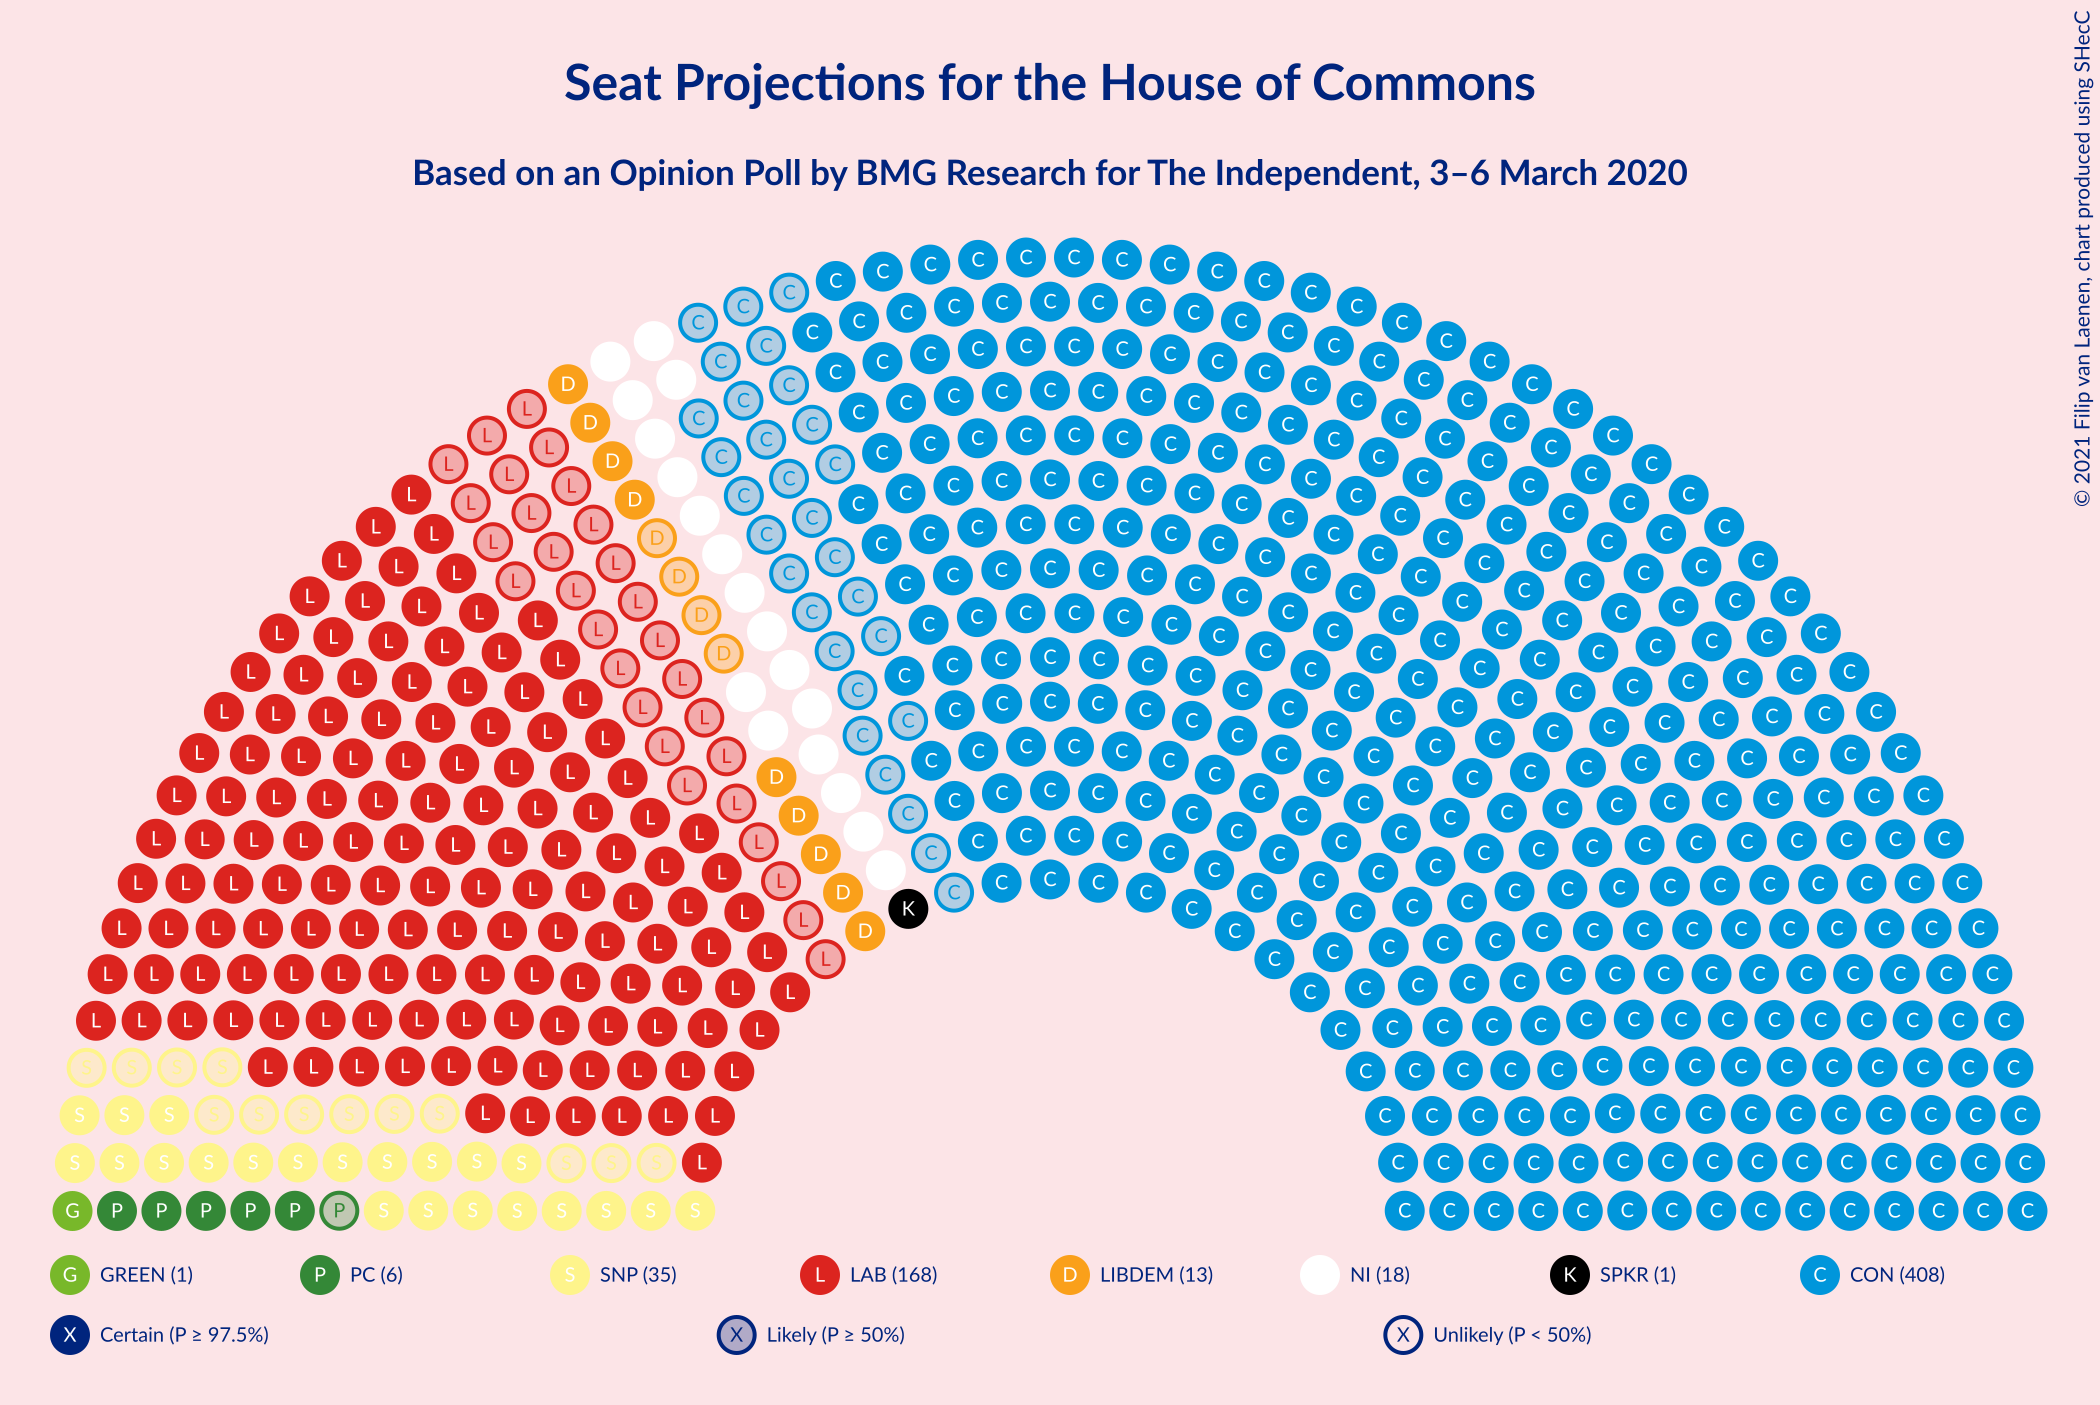 Seat Projections for the House of Commons
Based on an Opinion Poll by BMG Research for The Independent, 3–6 March 2020
© 2021 Filip van Laenen, chart produced using SHecC
G GREEN (1) P PC (6) S SNP (35) L LAB (168) D LIBDEM (13) NI (18) K SPKR (1) C CON (408)
X Certain (P ≥ 97.5%) X Likely (P ≥ 50%) X Unlikely (P < 50%)